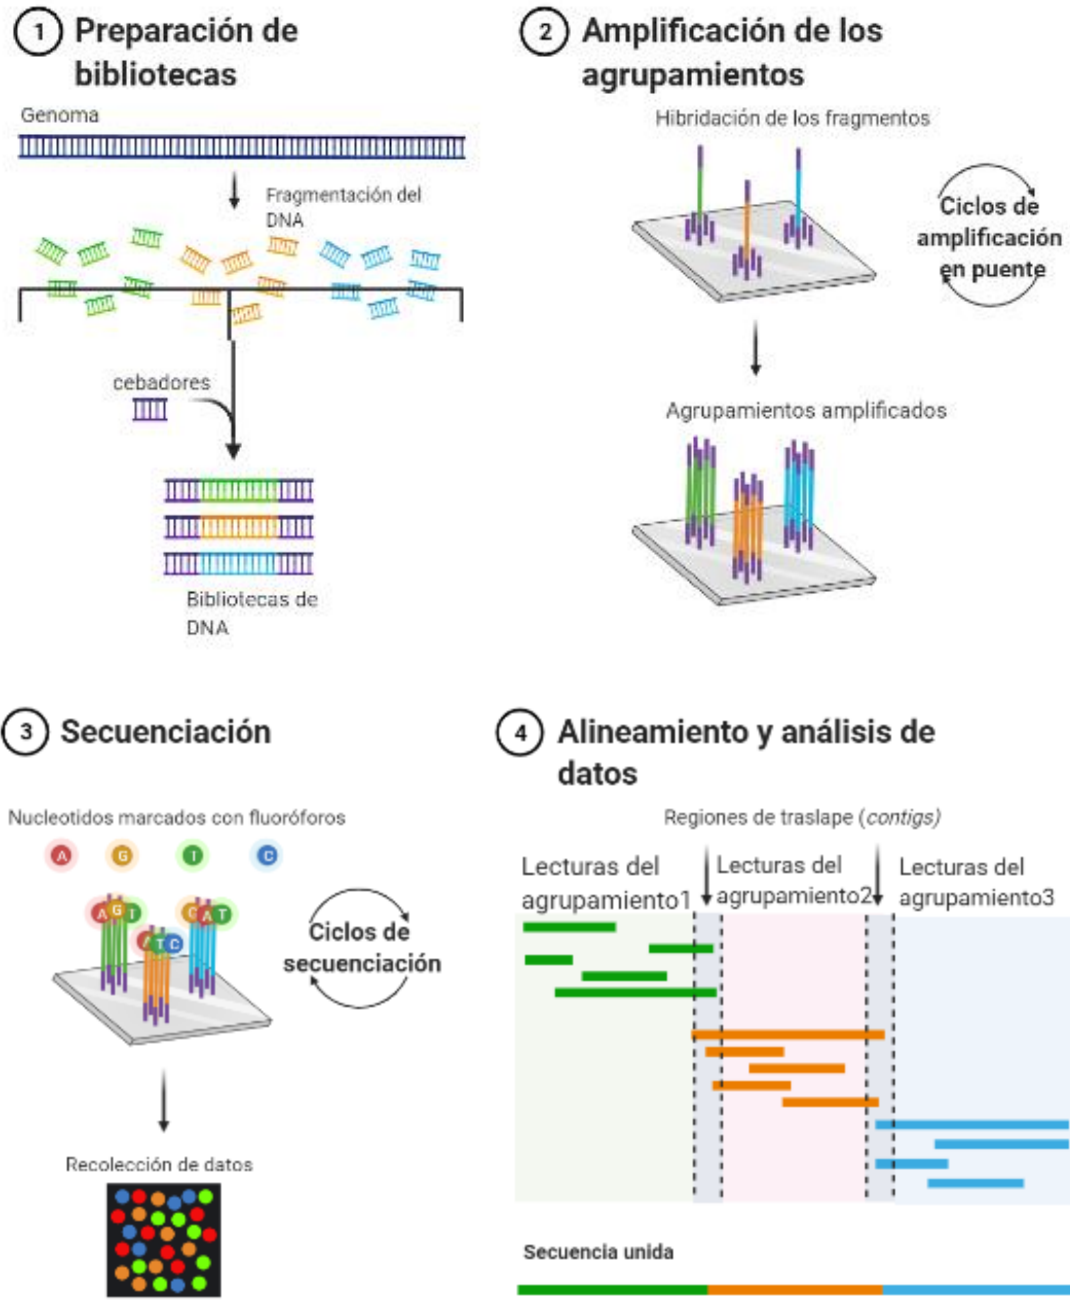 1 Preparación de
bibliotecas
Genoma
Fragmentación del
DNA
cebadores
Bibliotecas de
DNA
2 Amplificación de los
agrupamientos
Hibridación de los fragmentos
Ciclos de
amplificación
en puente
Agrupamientos amplificados
3 Secuenciación
Nucleotidos marcados con fluoróforos
A G T C
A G T
A T C
G A T
Ciclos de
secuenciación
Recolección de datos
4 Alineamiento y análisis de
datos
Regiones de traslape (contigs)
Lecturas del
agrupamiento1
Lecturas del
agrupamiento2
Lecturas del
agrupamiento3
Secuencia unida